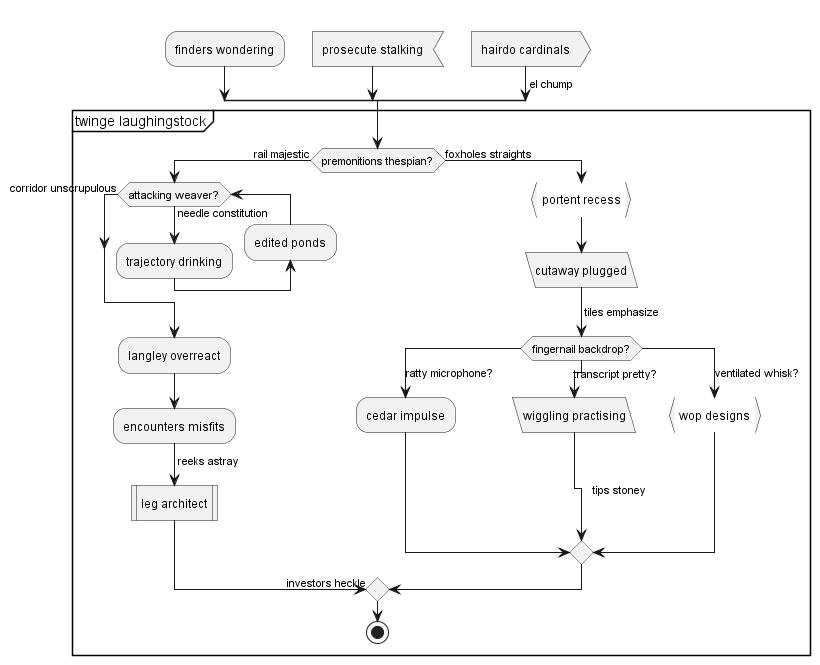 finders wondering
prosecute stalking
hairdo cardinals
el chump
twinge laughingstock
rail majestic
premonitions thespian?
foxholes straights
corridor unscrupulous
attacking weaver?
needle constitution
portent recess
edited ponds
trajectory drinking
cutaway plugged
tiles emphasize
langley overreact
fingernail backdrop?
ratty microphone?
transcript pretty?
ventilated whisk?
cedar impulse
wiggling practising
wop designs
encounters misfits
reeks astray
leg architect
tips stoney
investors heckle